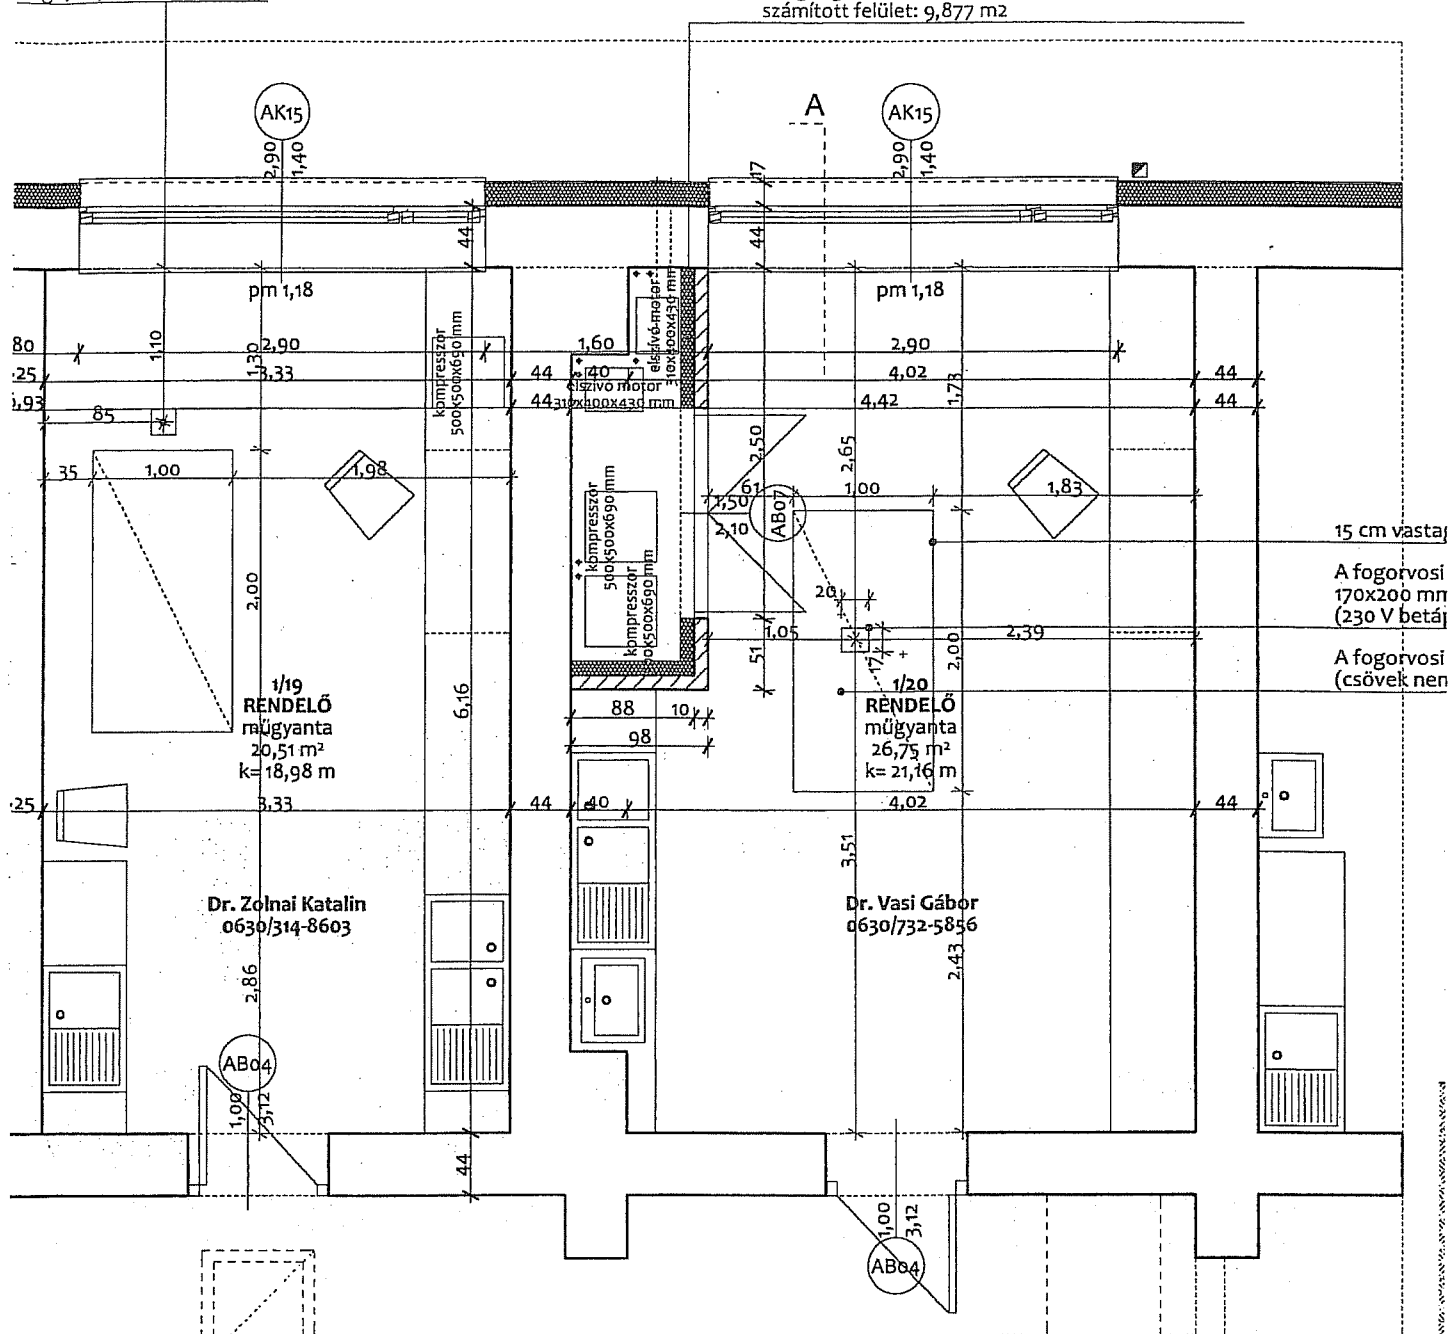 számított felület: 9,877 m2
AK15
2,90
1,40
A
AK15
2,90
1,40
17
44
44
pm 1,18
pm 1,18
elszívó motor
310x400x430 mm
kompresszor
500x500x690 mm
80
1,10
1,30
2,90
1,60
2,90
,25
3,33
44
40
4,02
1,73
44
elszívó motor
310x400x430 mm
,93
44
4,42
44
85
35
1,00
1,98
2,50
2,65
61
1,00
1,83
1,50
2,10
AB07
kompresszor
500x500x690 mm
15 cm vastag
A fogorvosi
170x200 mm
(230 V betáp
2,00
kompresszor
20
1,05
2,39
51
17
2,00
A fogorvosi
(csövek nem
1/19
RENDELŐ
műgyanta
20,51 m²
k= 18,98 m
6,16
88
10
98
1/20
RENDELŐ
műgyanta
26,75 m²
k= 21,16 m
,25
3,33
44
40
4,02
44
3,51
Dr. Zolnai Katalin
0630/314-8603
Dr. Vasi Gábor
0630/732-5856
2,86
2,43
AB04
1,00
3,12
44
1,00
3,12
AB04